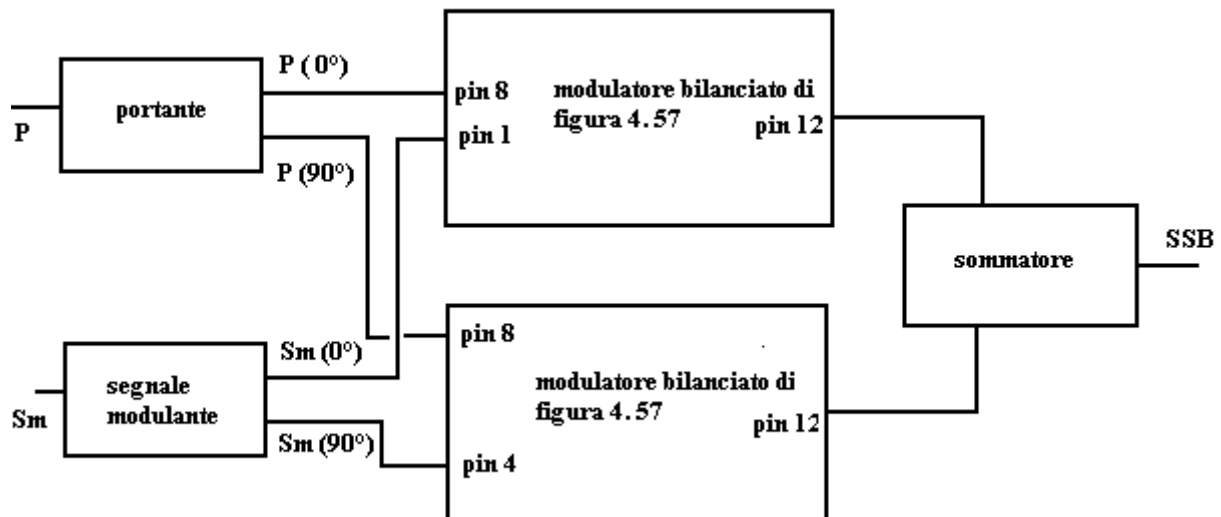 P ( 0°)
portante
P
P (90°)
pin 8
pin 1
modulatore bilanciato di
figura 4. 57
pin 12
sommatore
SSB
Sm (0°)
segnale
modulante
Sm
Sm (90°)
pin 8
modulatore bilanciato di
figura 4. 57
pin 12
pin 4